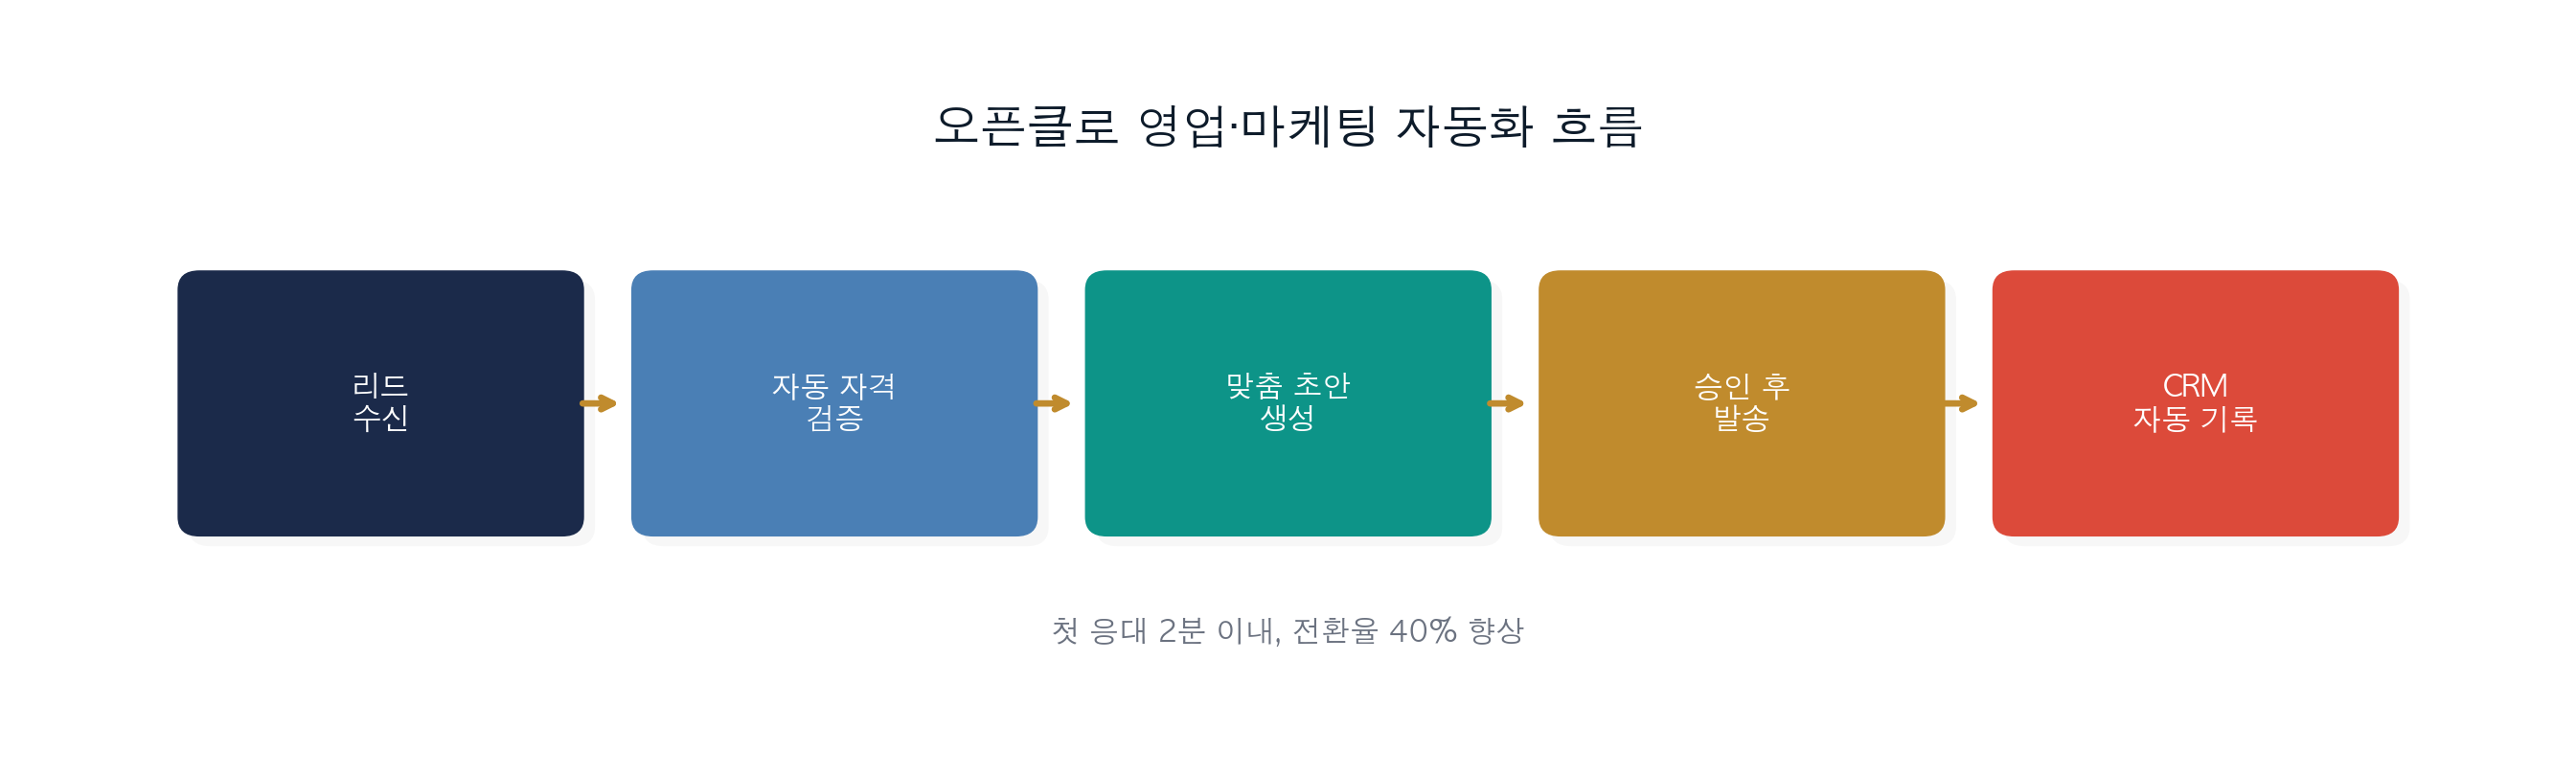 오픈클로 영업·마케팅 자동화 흐름
리드
수신
자동 자격
검증
맞춤 초안
생성
승인 후
발송
CRM
자동 기록
첫 응대 2분 이내, 전환율 40% 향상